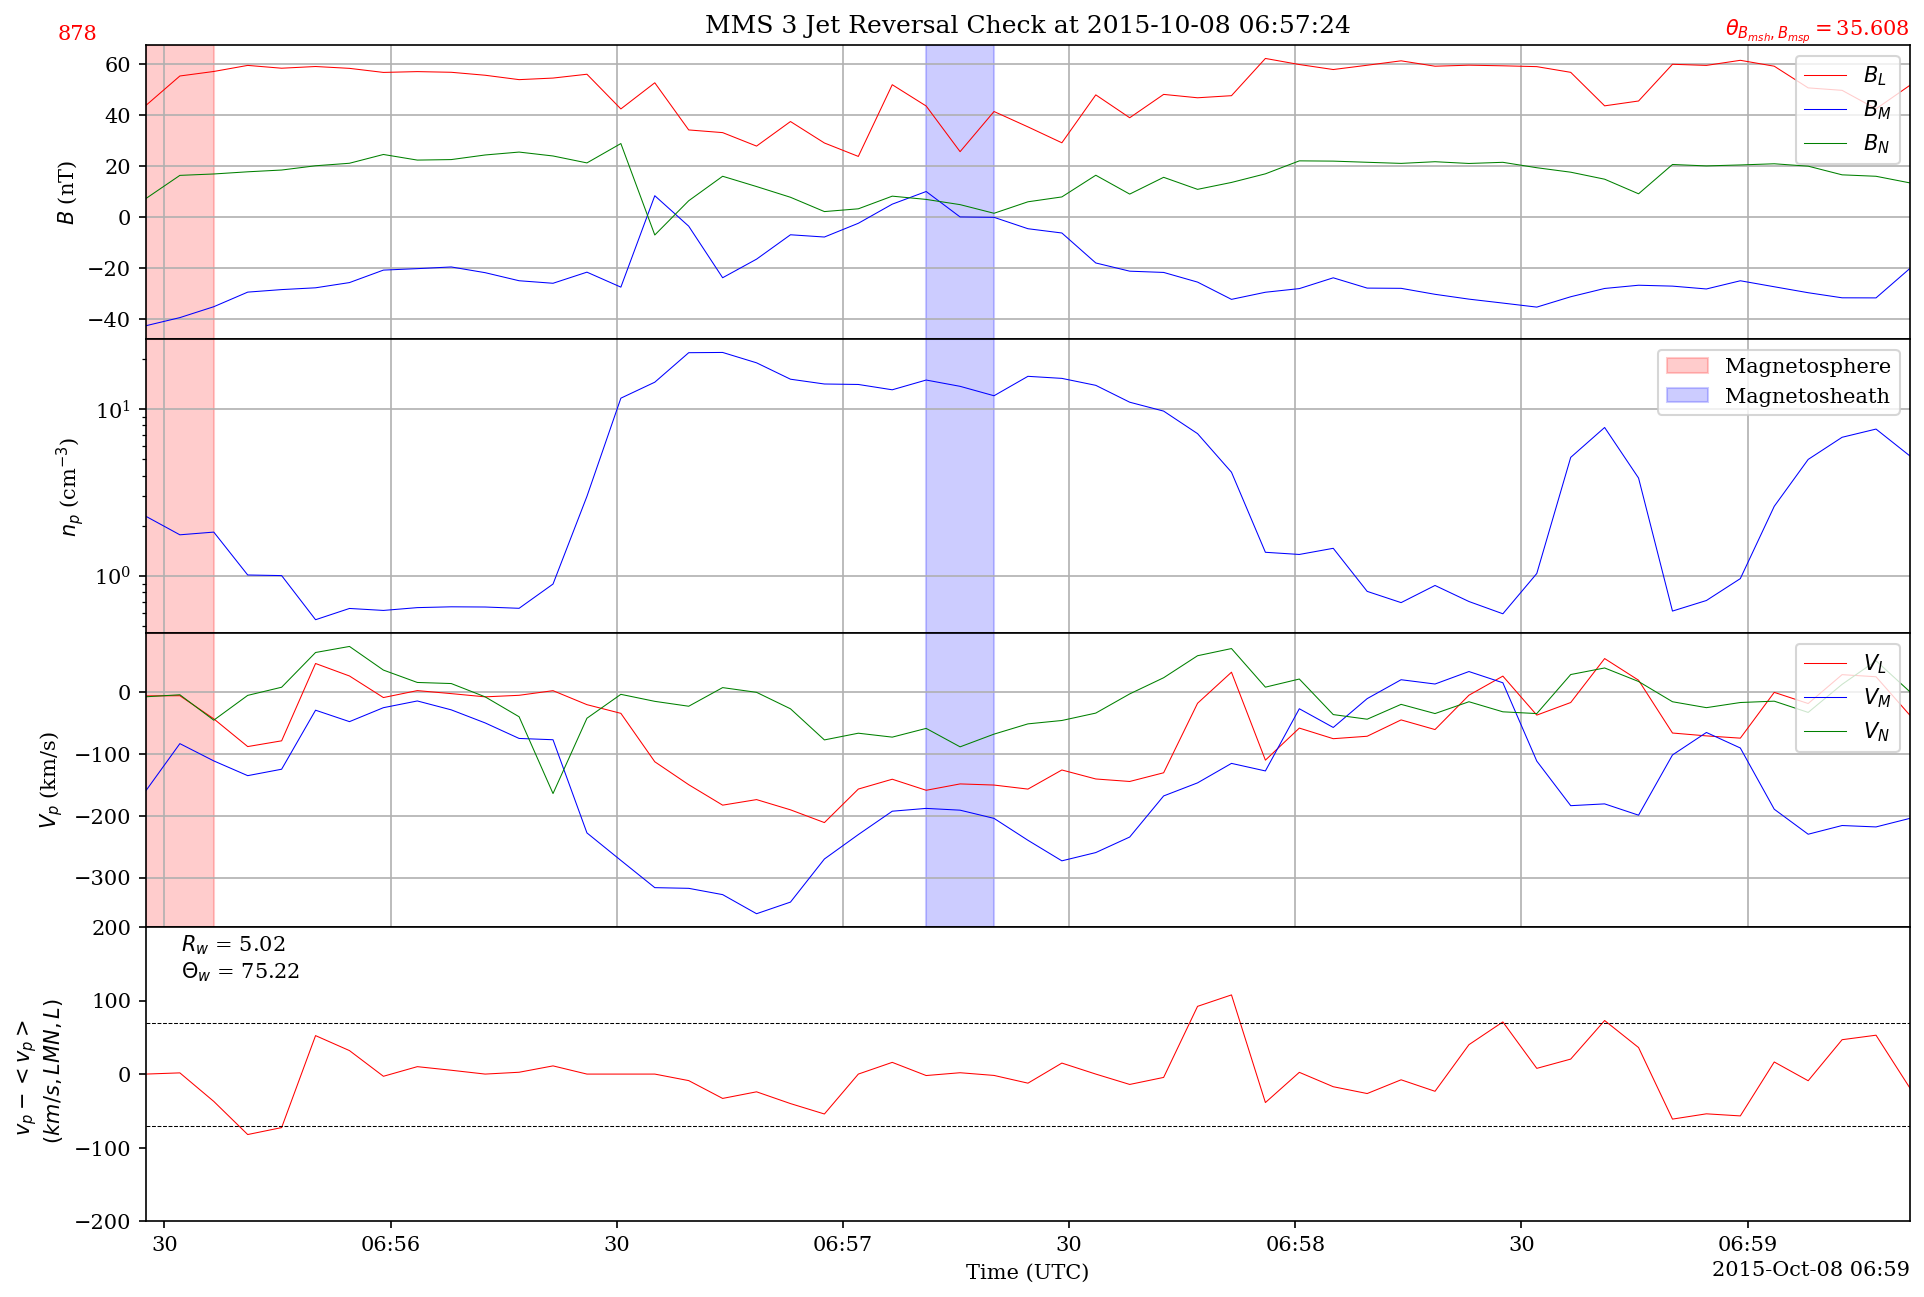 MMS 3 Jet Reversal Check at 2015-10-08 06:57:24
878
θ_{B_{msh}, B_{msp}} = 35.608
60
40
20
0
−20
−40
B (nT)
B_L
B_M
B_N
10^1
10^0
n_p (cm^{−3})
Magnetosphere
Magnetosheath
0
−100
−200
−300
V_p (km/s)
V_L
V_M
V_N
200
100
0
−100
−200
v_p − < v_p >
(km/s, LMN, L)
R_w = 5.02
Θ_w = 75.22
30
06:56
30
06:57
30
06:58
30
06:59
Time (UTC)
2015-Oct-08 06:59